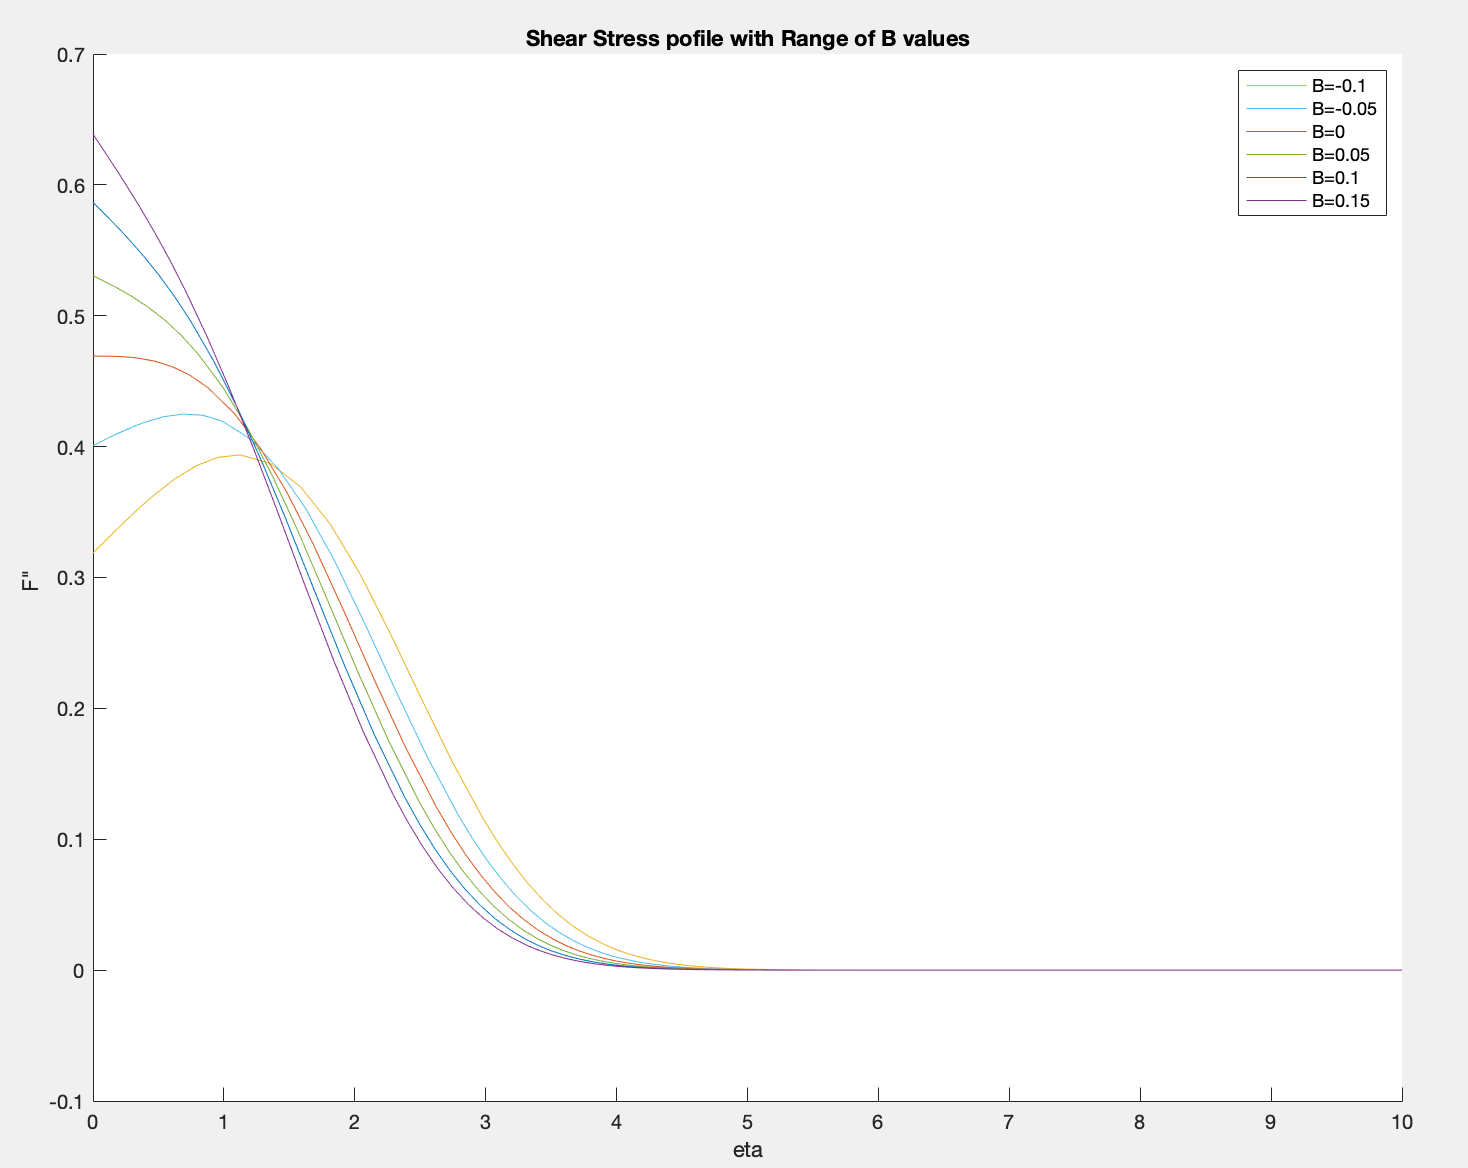 Shear Stress pofile with Range of B values
0.7
0.6
0.5
0.4
0.3
0.2
0.1
0
-0.1
F"
B=-0.1
B=-0.05
B=0
B=0.05
B=0.1
B=0.15
0 1 2 3 4 5 6 7 8 9 10
eta